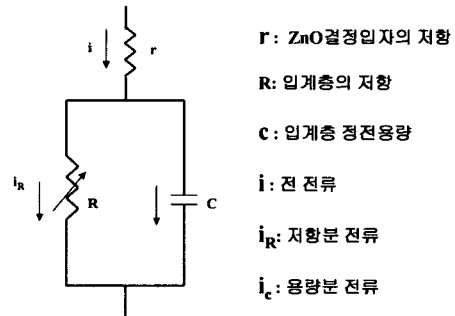 i
r
i_R
R
C
r : ZnO결정입자의 저항
R: 입계층의 저항
C : 입계층 정전용량
i : 전 전류
i_R: 저항분 전류
i_c : 용량분 전류